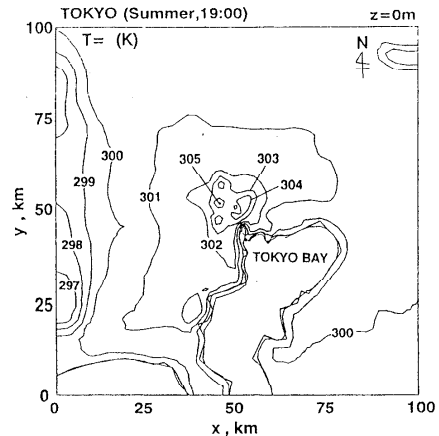 TOKYO (Summer,19:00) z=0m
100
T= (K)
N
75
300
305
303
299
301
304
y , km
50
298
302
TOKYO BAY
297
25
300
0
0 25 50 75 100
x , km